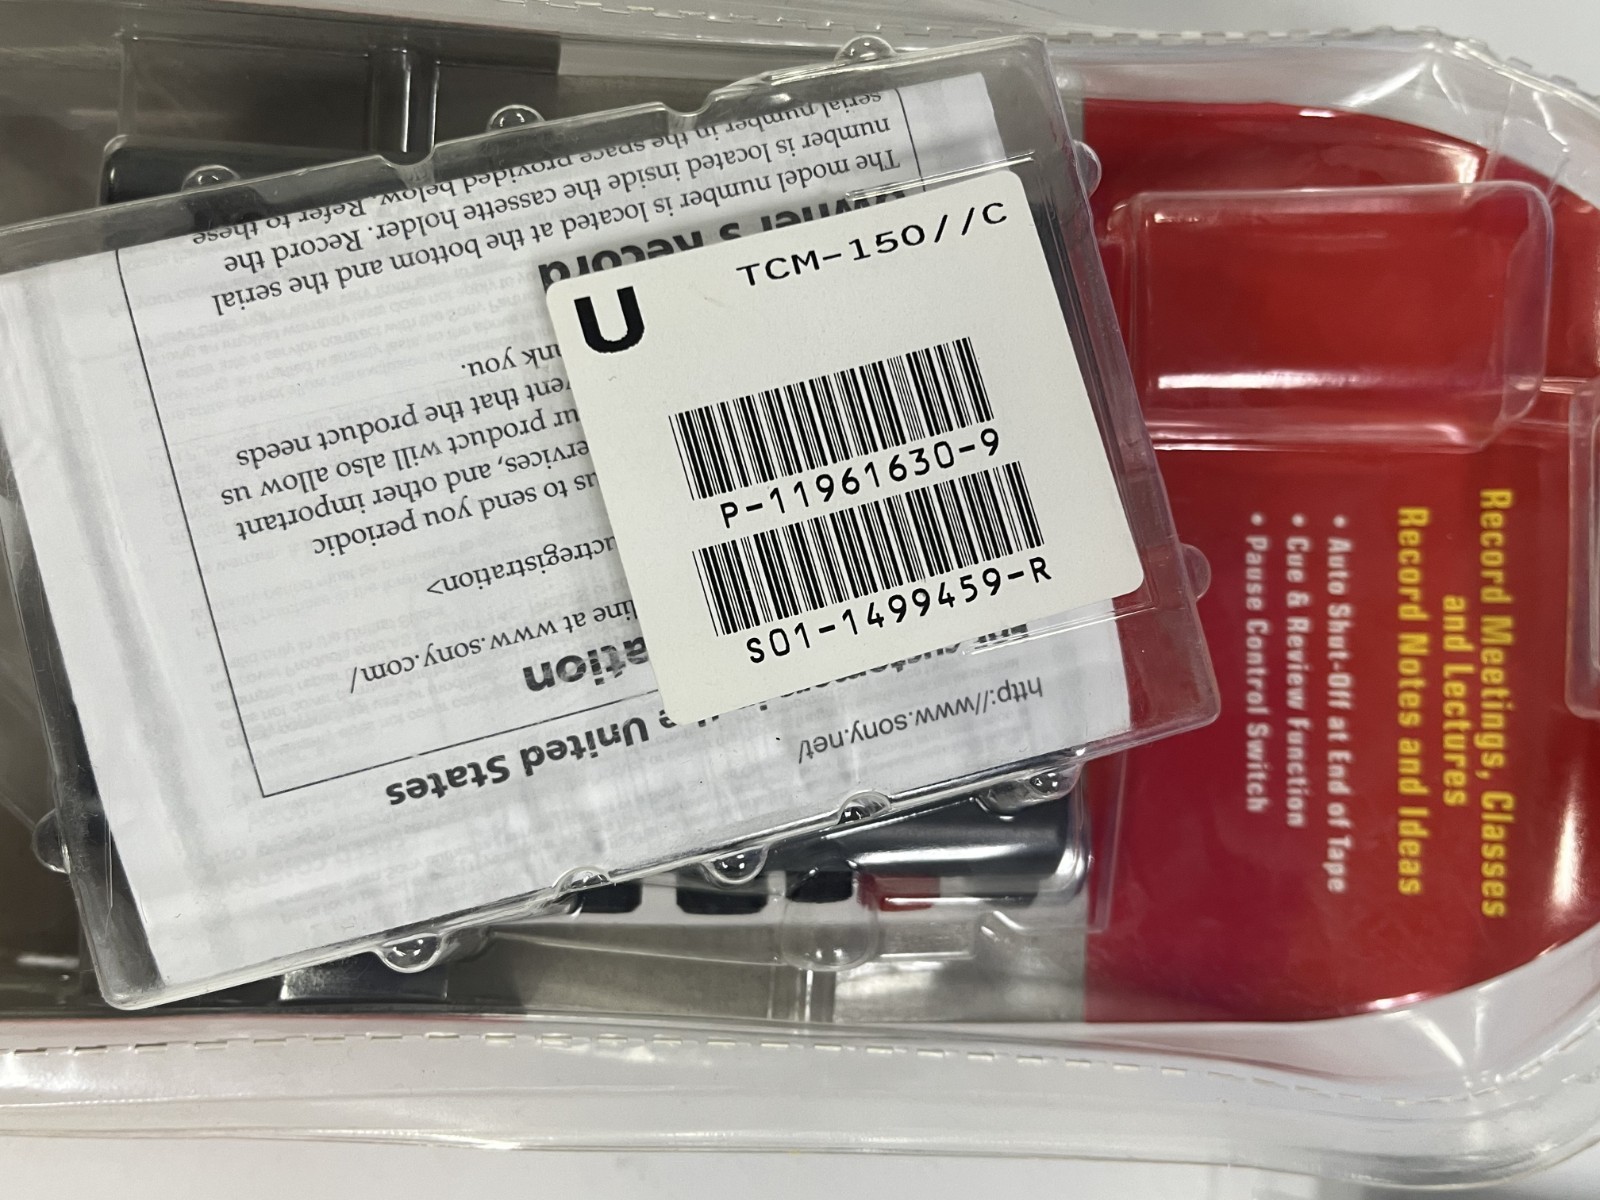 U
TCM-150//C
P-11961630-9
S01-1499459-R
http://www.sony.net/
the United States
line at www.sony.com/
uctregistration>
us to send you periodic
ervices, and other important
ur product will also allow us
vent that the product needs
nk you.
Owner's Record
The model number is located at the bottom and the serial
number is located inside the cassette holder. Record the
serial number in the space provided below. Refer to these
Record Meetings, Classes
and Lectures
Record Notes and Ideas
• Auto Shut-Off at End of Tape
• Cue & Review Function
• Pause Control Switch